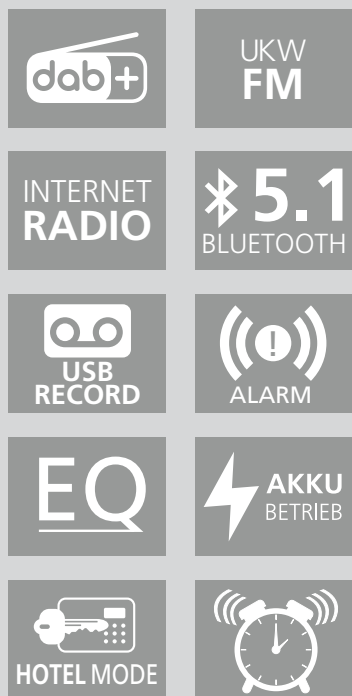 dab+
UKW
FM
INTERNET
RADIO
5.1
BLUETOOTH
USB
RECORD
!
ALARM
EQ
AKKU
BETRIEB
HOTEL MODE